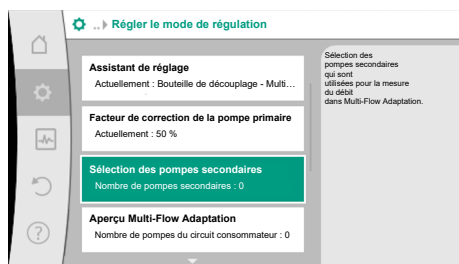 ..▸ Régler le mode de régulation
Assistant de réglage
Actuellement : Bouteille de découplage - Multi…
Facteur de correction de la pompe primaire
Actuellement : 50 %
Sélection des pompes secondaires
Nombre de pompes secondaires : 0
Aperçu Multi-Flow Adaptation
Nombre de pompes du circuit consommateur : 0
Sélection des
pompes secondaires
qui sont
utilisées pour la mesure
du débit
dans Multi-Flow Adaptation.
?